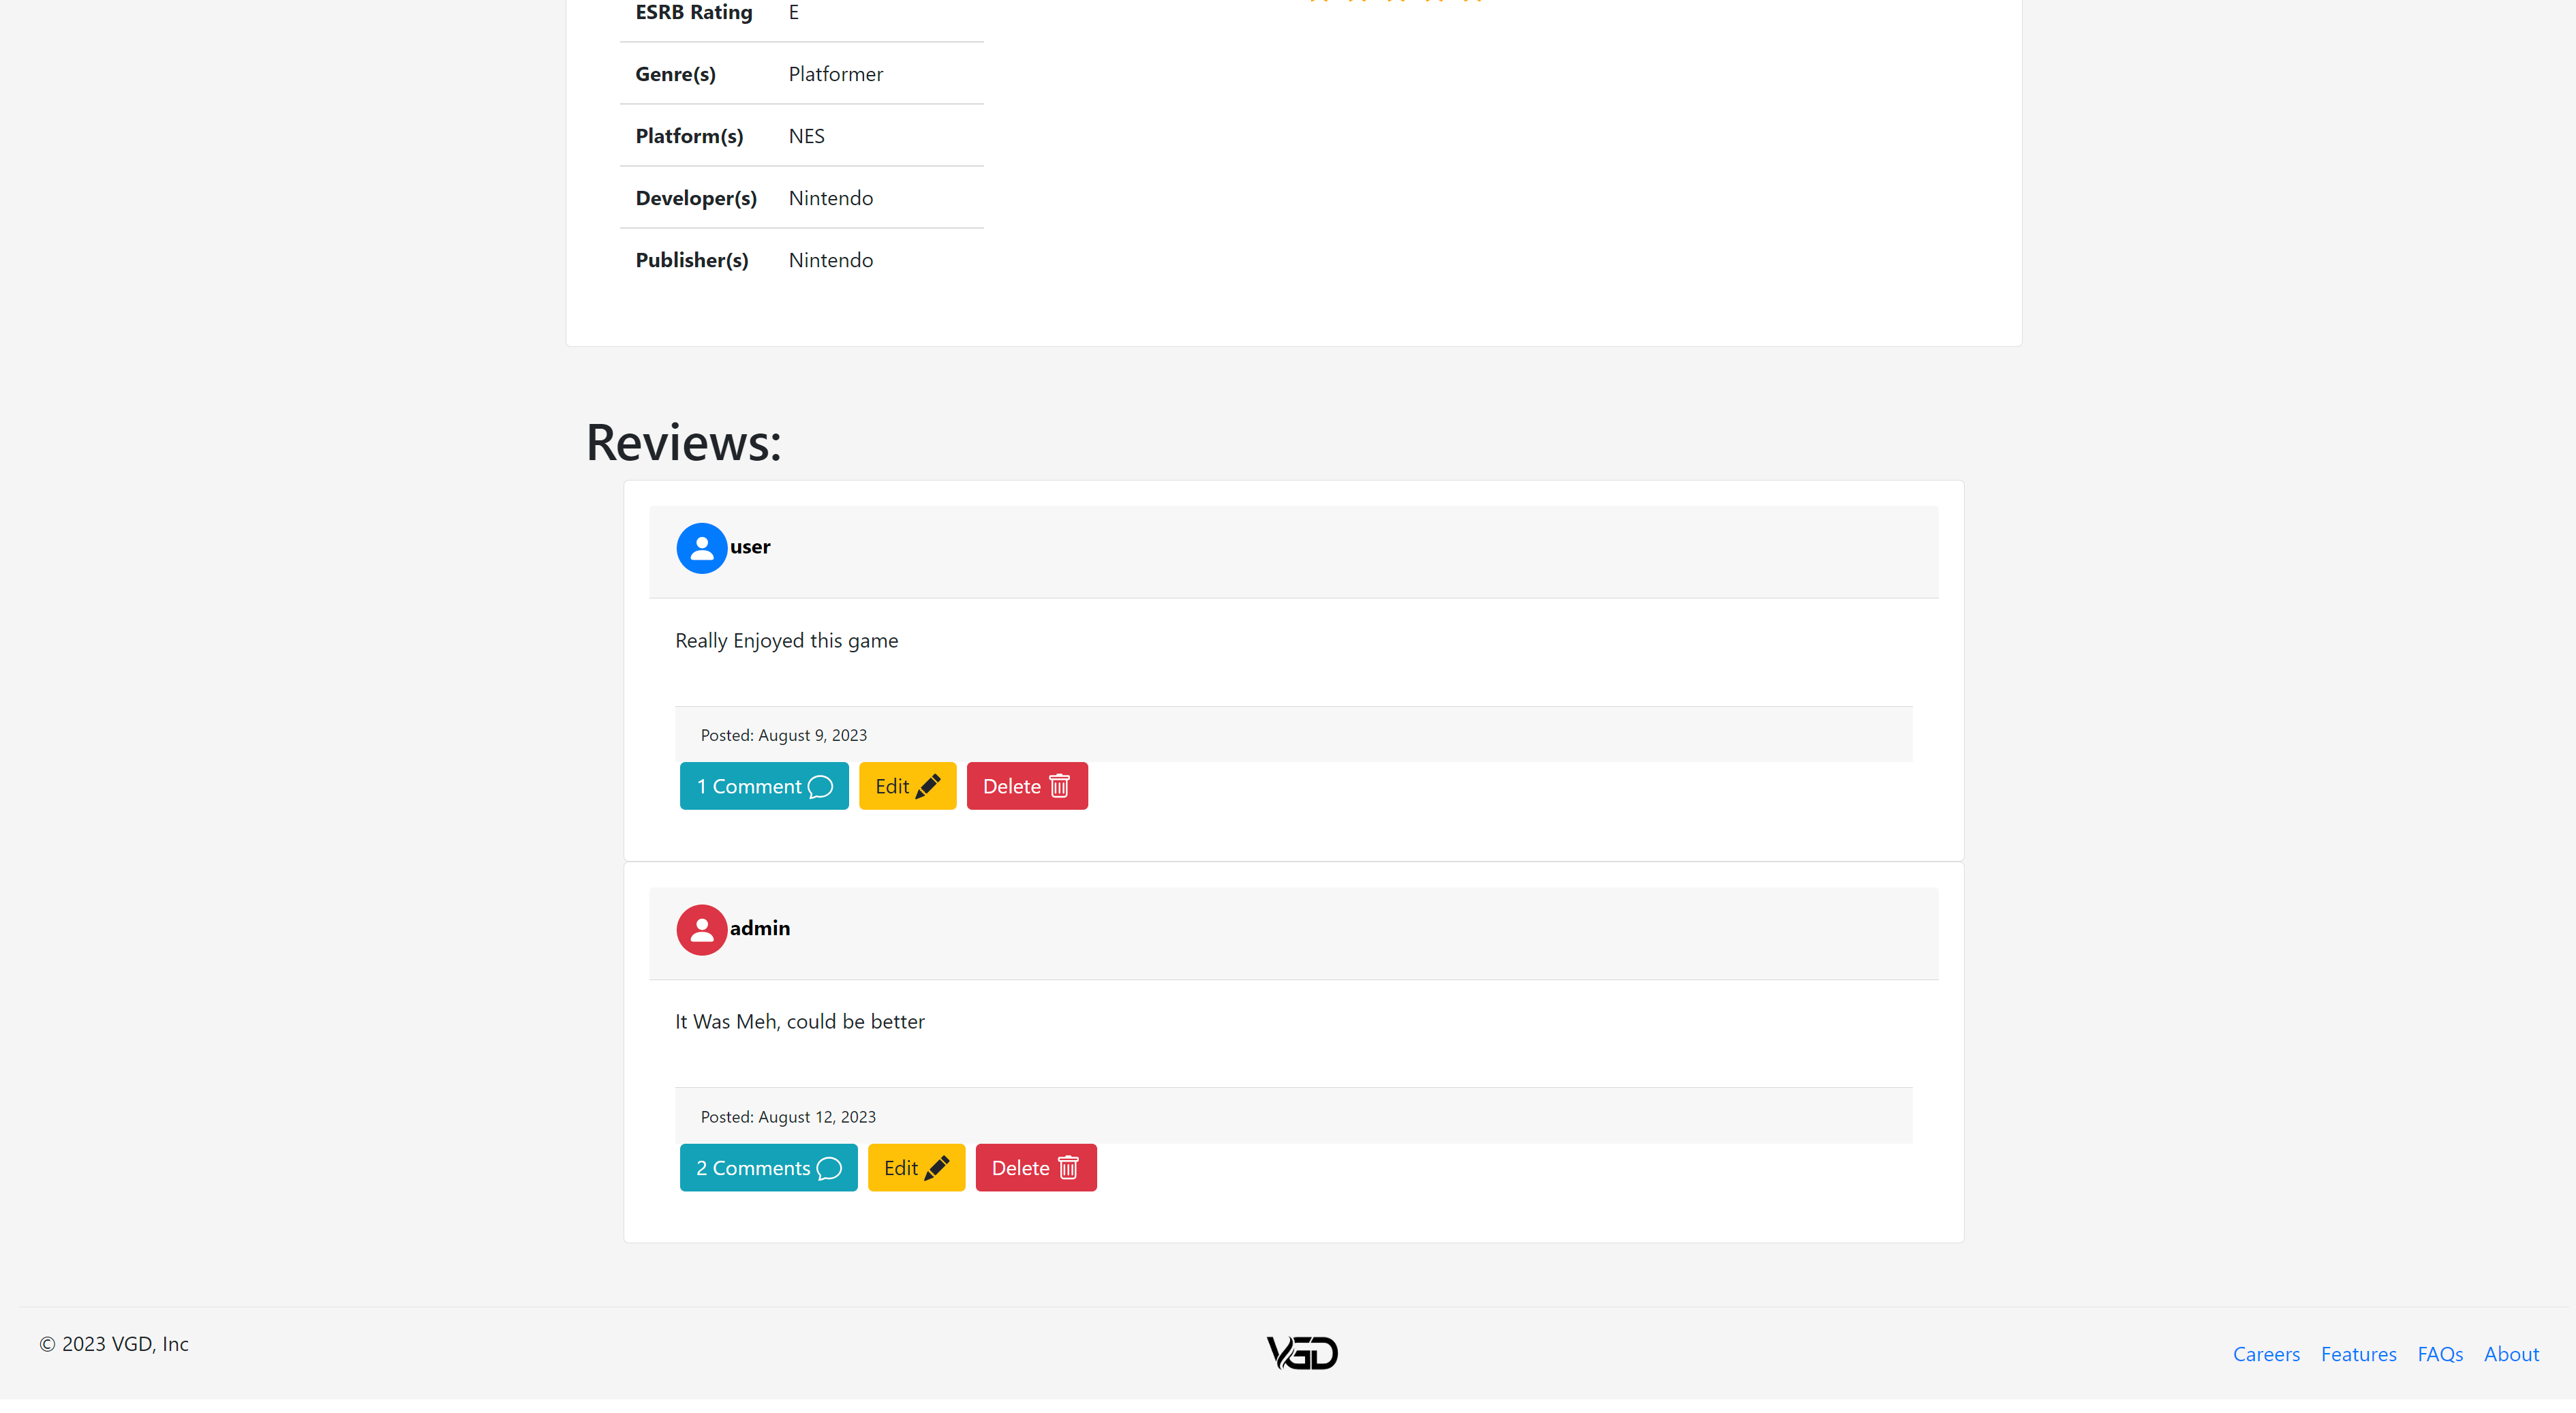 ESRB Rating E
Genre(s) Platformer
Platform(s) NES
Developer(s) Nintendo
Publisher(s) Nintendo
Reviews:
user
Really Enjoyed this game
Posted: August 9, 2023
1 Comment Edit Delete
admin
It Was Meh, could be better
Posted: August 12, 2023
2 Comments Edit Delete
© 2023 VGD, Inc
VGD
Careers Features FAQs About